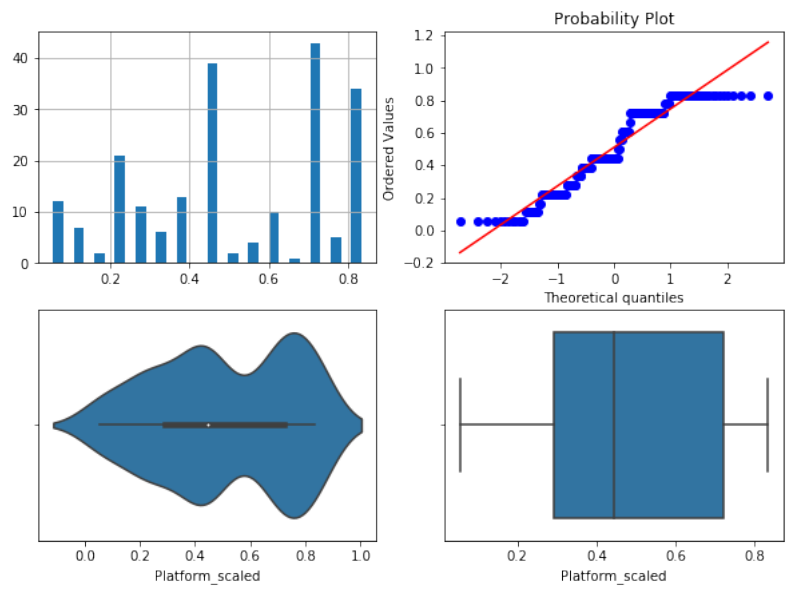 40
30
20
10
0
0.2 0.4 0.6 0.8
Probability Plot
Ordered Values
1.2
1.0
0.8
0.6
0.4
0.2
0.0
−0.2
−2 −1 0 1 2
Theoretical quantiles
0.0 0.2 0.4 0.6 0.8 1.0
Platform_scaled
0.2 0.4 0.6 0.8
Platform_scaled